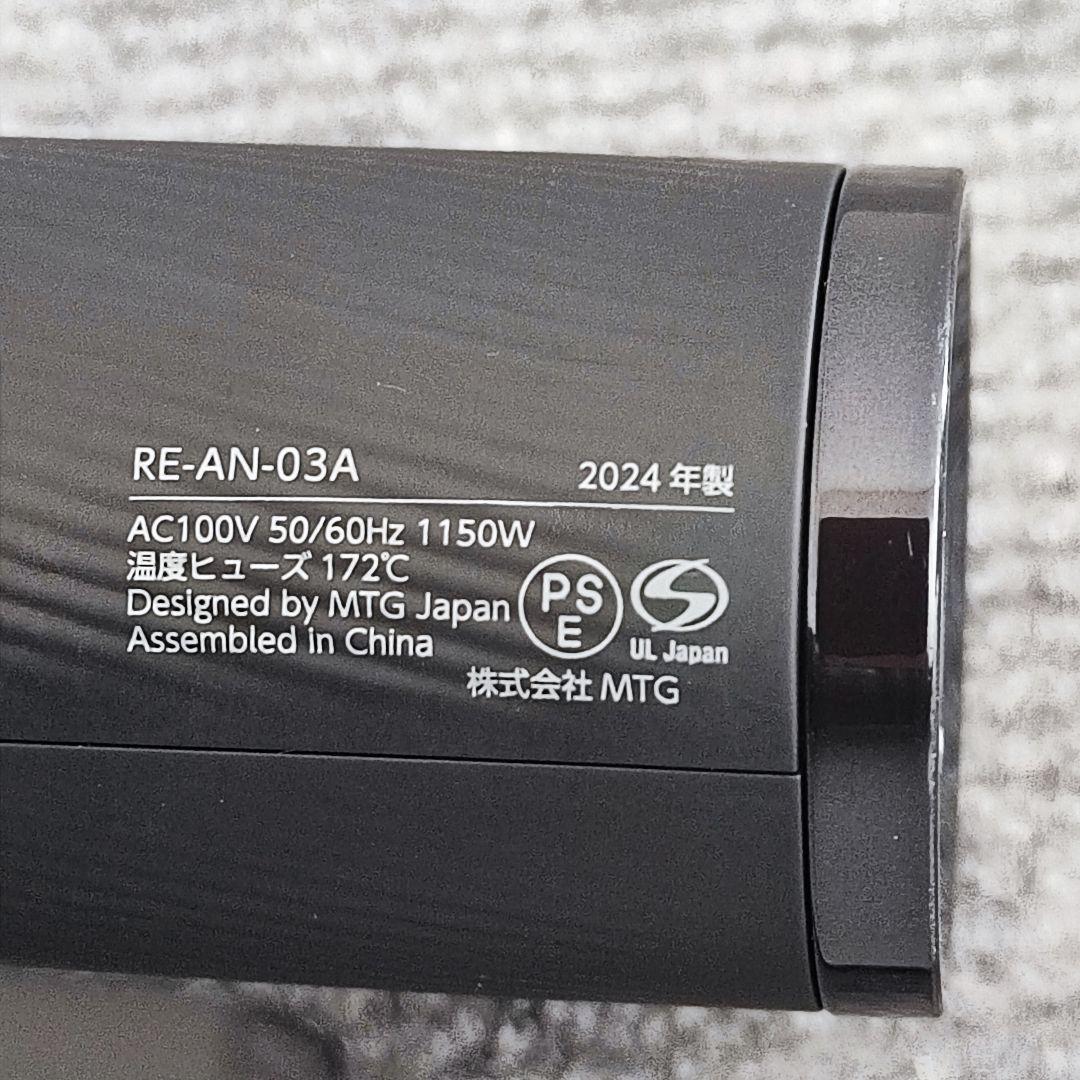 RE-AN-03A 2024 年製
AC100V 50/60Hz 1150W
温度ヒューズ 172℃
Designed by MTG Japan
Assembled in China
PS
E
UL Japan
株式会社 MTG